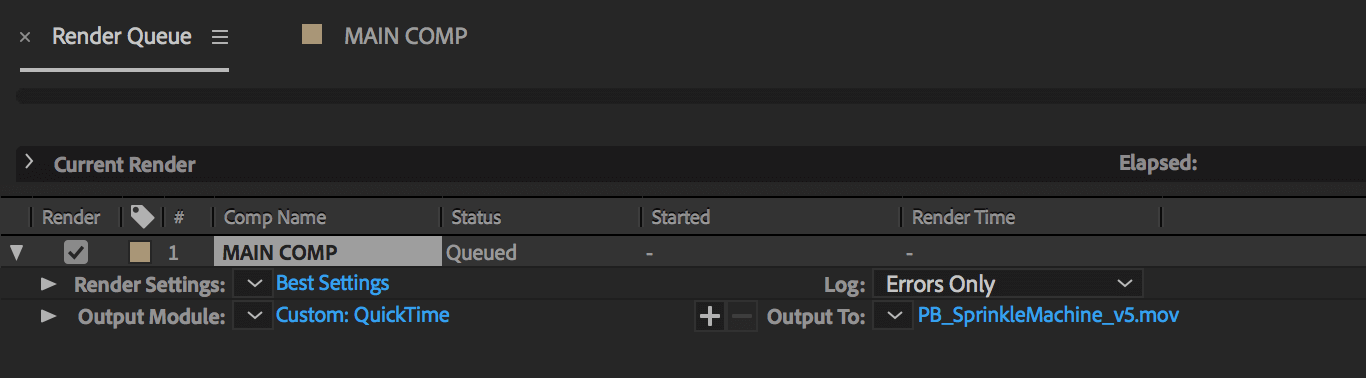 × Render Queue MAIN COMP
Current Render Elapsed:
Render # Comp Name Status Started Render Time
1 MAIN COMP Queued - -
Render Settings: Best Settings Log: Errors Only
Output Module: Custom: QuickTime + − Output To: PB_SprinkleMachine_v5.mov